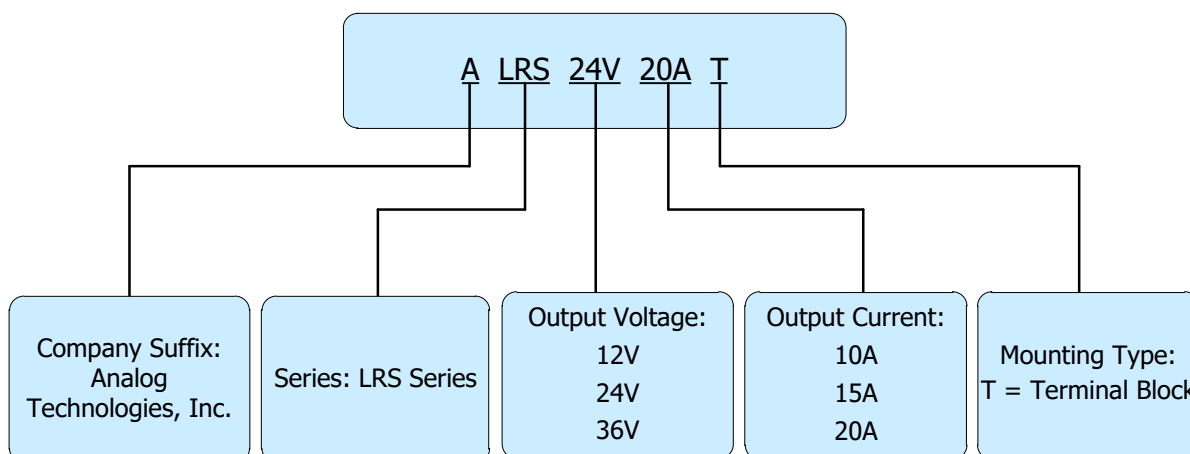 A LRS 24V 20A T
Company Suffix:
Analog
Technologies, Inc.
Series: LRS Series
Output Voltage:
12V
24V
36V
Output Current:
10A
15A
20A
Mounting Type:
T = Terminal Block